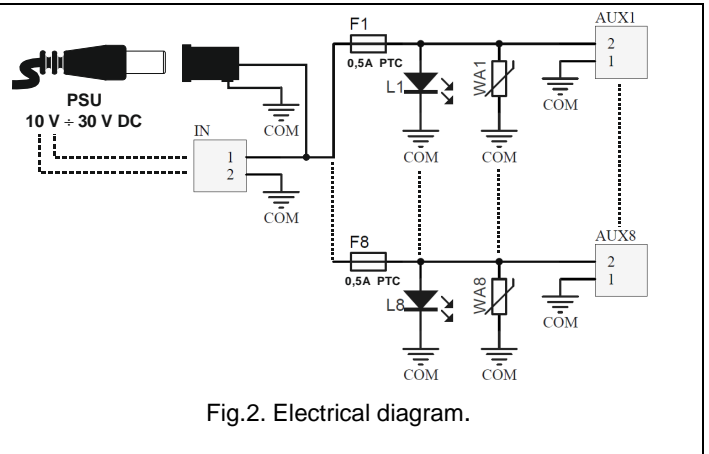 F1
AUX1
0,5A PTC
2
1
L1
WA1
COM
PSU
10 V ÷ 30 V DC
IN
COM
1
2
COM
COM
COM
COM
F8
AUX8
0,5A PTC
2
1
L8
WA8
COM
COM
COM
Fig.2. Electrical diagram.